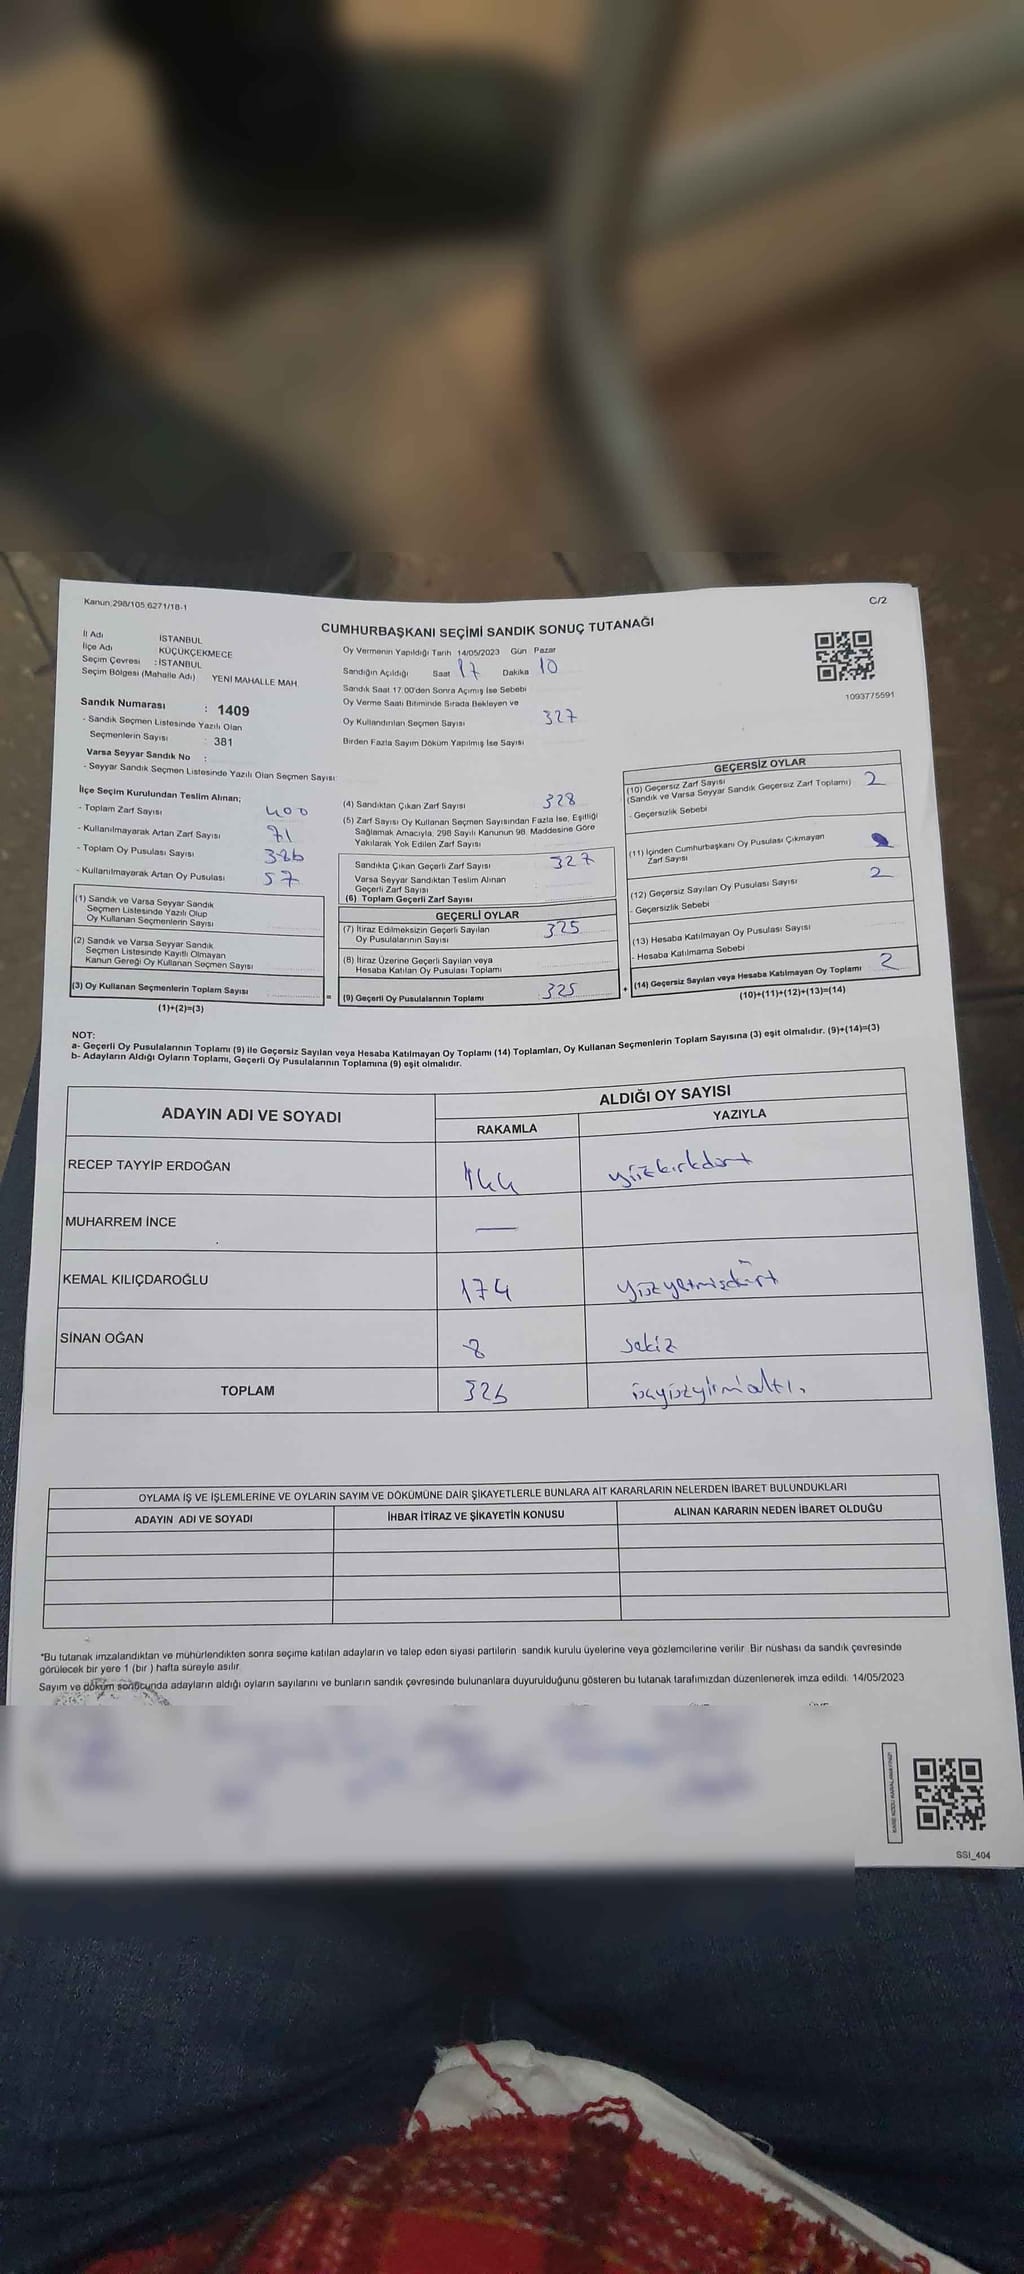 Kanun 298/105,6271/18-1
C/2
CUMHURBAŞKANI SEÇİMİ SANDIK SONUÇ TUTANAĞI
İl Adı İSTANBUL
İlçe Adı : KÜÇÜKÇEKMECE
Seçim Çevresi : İSTANBUL
Seçim Bölgesi (Mahalle Adı) YENİ MAHALLE MAH
Sandık Numarası : 1409
- Sandık Seçmen Listesinde Yazılı Olan
Seçmenlerin Sayısı : 381
Varsa Seyyar Sandık No :
- Seyyar Sandık Seçmen Listesinde Yazılı Olan Seçmen Sayısı:
Oy Vermenin Yapıldığı Tarih 14/05/2023 Gün Pazar
Sandığın Açıldığı Saat 17 Dakika 10
Sandık Saat 17.00'den Sonra Açımış İse Sebebi
Oy Verme Saati Bitiminde Sırada Bekleyen ve
Oy Kullandırılan Seçmen Sayısı 327
Birden Fazla Sayım Döküm Yapılmış İse Sayısı
1093775591
İlçe Seçim Kurulundan Teslim Alınan;
- Toplam Zarf Sayısı 400
- Kullanılmayarak Artan Zarf Sayısı 71
- Toplam Oy Pusulası Sayısı 386
- Kullanılmayarak Artan Oy Pusulası 57
(1) Sandık ve Varsa Seyyar Sandık
Seçmen Listesinde Yazılı Olup
Oy Kullanan Seçmenlerin Sayısı
(2) Sandık ve Varsa Seyyar Sandık
Seçmen Listesinde Kayıtlı Olmayan
Kanun Gereği Oy Kullanan Seçmen Sayısı
(3) Oy Kullanan Seçmenlerin Toplam Sayısı
(1)+(2)=(3)
=
(4) Sandıktan Çıkan Zarf Sayısı 328
(5) Zarf Sayısı Oy Kullanan Seçmen Sayısından Fazla İse, Eşitliği
Sağlamak Amacıyla, 298 Sayılı Kanunun 98. Maddesine Göre
Yakılarak Yok Edilen Zarf Sayısı
Sandıkta Çıkan Geçerli Zarf Sayısı 327
Varsa Seyyar Sandıktan Teslim Alınan
Geçerli Zarf Sayısı
(6) Toplam Geçerli Zarf Sayısı
GEÇERLİ OYLAR
(7) İtiraz Edilmeksizin Geçerli Sayılan
Oy Pusulalarının Sayısı 325
(8) İtiraz Üzerine Geçerli Sayılan veya
Hesaba Katılan Oy Pusulası Toplamı
(9) Geçerli Oy Pusulalarının Toplamı 325
+
GEÇERSİZ OYLAR
(10) Geçersiz Zarf Sayısı
(Sandık ve Varsa Seyyar Sandık Geçersiz Zarf Toplamı) 2
- Geçersizlik Sebebi
(11) İçinden Cumhurbaşkanı Oy Pusulası Çıkmayan
Zarf Sayısı
(12) Geçersiz Sayılan Oy Pusulası Sayısı 2
- Geçersizlik Sebebi
(13) Hesaba Katılmayan Oy Pusulası Sayısı
- Hesaba Katılmama Sebebi
(14) Geçersiz Sayılan veya Hesaba Katılmayan Oy Toplamı 2
(10)+(11)+(12)+(13)=(14)
NOT:
a- Geçerli Oy Pusulalarının Toplamı (9) ile Geçersiz Sayılan veya Hesaba Katılmayan Oy Toplamı (14) Toplamları, Oy Kullanan Seçmenlerin Toplam Sayısına (3) eşit olmalıdır. (9)+(14)=(3)
b- Adayların Aldığı Oyların Toplamı, Geçerli Oy Pusulalarının Toplamına (9) eşit olmalıdır.
ADAYIN ADI VE SOYADI
ALDIĞI OY SAYISI
RAKAMLA YAZIYLA
RECEP TAYYİP ERDOĞAN 144 yüzkırkdört
MUHARREM İNCE —
KEMAL KILIÇDAROĞLU 174 yüzyetmişdört
SİNAN OĞAN 8 sekiz
TOPLAM 326 üçyüzyirmialtı.
OYLAMA İŞ VE İŞLEMLERİNE VE OYLARIN SAYIM VE DÖKÜMÜNE DAİR ŞİKAYETLERLE BUNLARA AİT KARARLARIN NELERDEN İBARET BULUNDUKLARI
ADAYIN ADI VE SOYADI İHBAR İTİRAZ VE ŞİKAYETİN KONUSU ALINAN KARARIN NEDEN İBARET OLDUĞU
*Bu tutanak imzalandıktan ve mühürlendikten sonra seçime katılan adayların ve talep eden siyasi partilerin sandık kurulu üyelerine veya gözlemcilerine verilir. Bir nüshası da sandık çevresinde
görülecek bir yere 1 (bir ) hafta süreyle asılır.
Sayım ve döküm sonucunda adayların aldığı oyların sayılarını ve bunların sandık çevresinde bulunanlara duyurulduğunu gösteren bu tutanak tarafımızdan düzenlenerek imza edildi. 14/05/2023
SSI_404